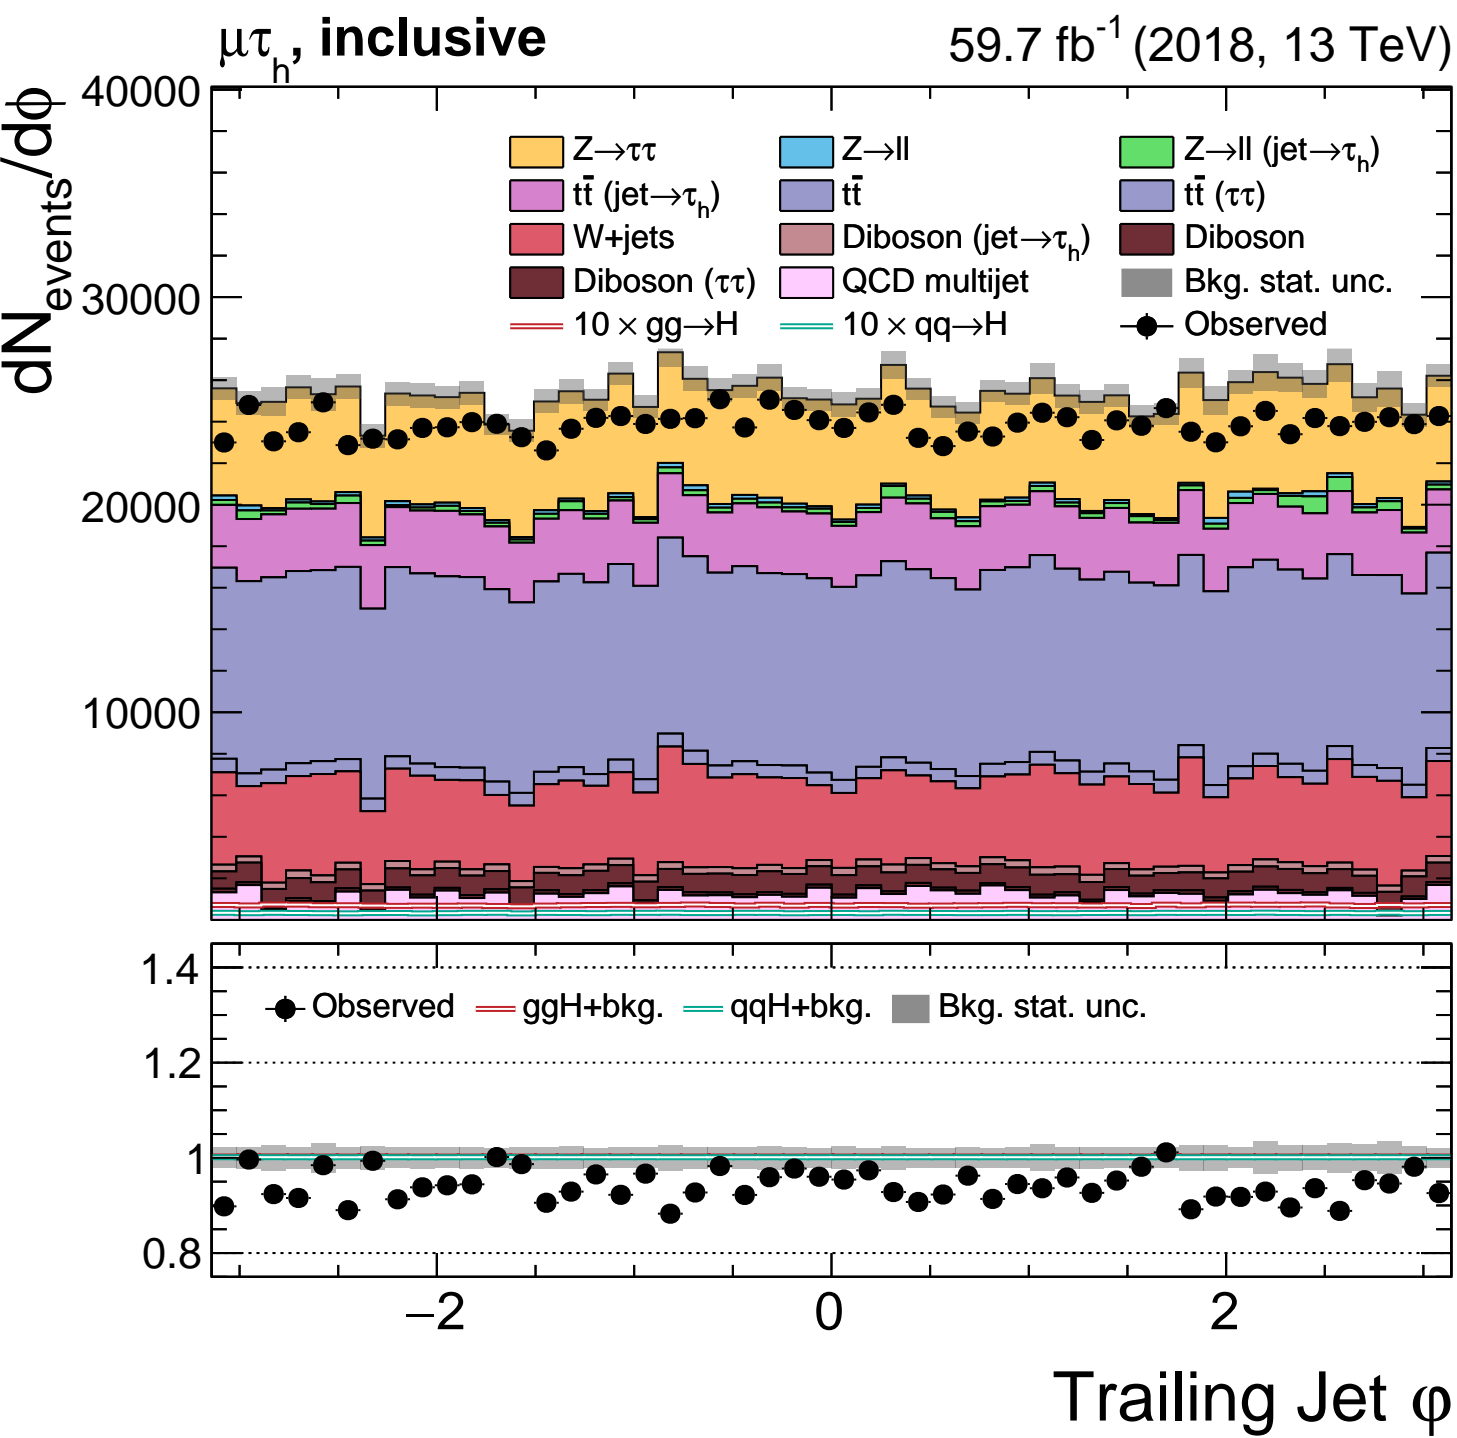 μτh, inclusive 59.7 fb-1 (2018, 13 TeV)
dNevents/dϕ
40000
30000
20000
10000
Z→ττ Z→ll Z→ll (jet→τh)
tt̄ (jet→τh) tt̄ tt̄ (ττ)
W+jets Diboson (jet→τh) Diboson
Diboson (ττ) QCD multijet Bkg. stat. unc.
10 × gg→H 10 × qq→H Observed
1.4
1.2
1
0.8
Observed ggH+bkg. qqH+bkg. Bkg. stat. unc.
−2 0 2
Trailing Jet φ